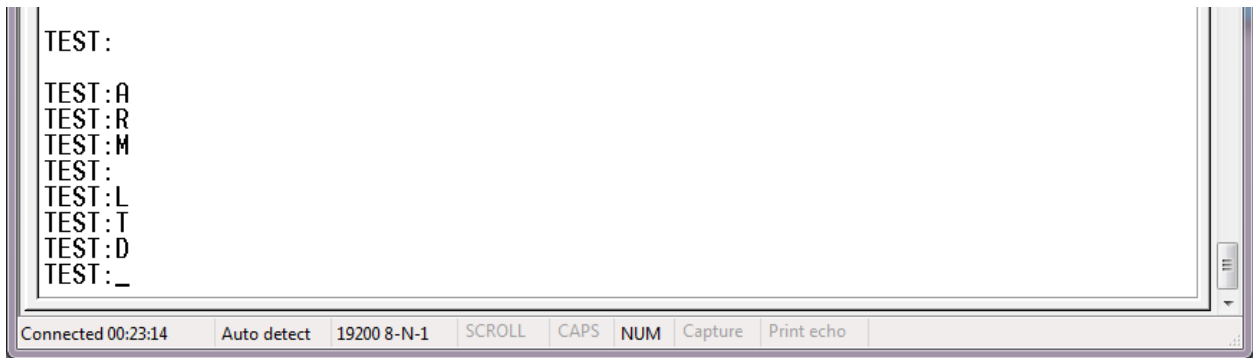 TEST:
TEST:A
TEST:R
TEST:M
TEST:
TEST:L
TEST:T
TEST:D
TEST:_
Connected 00:23:14 Auto detect 19200 8-N-1 SCROLL CAPS NUM Capture Print echo